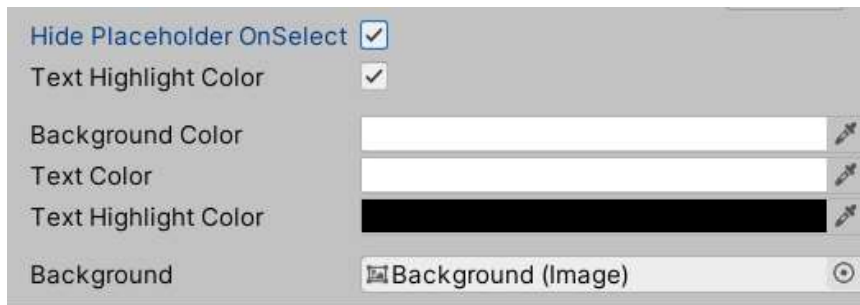 Hide Placeholder OnSelect
Text Highlight Color
Background Color
Text Color
Text Highlight Color
Background Background (Image)